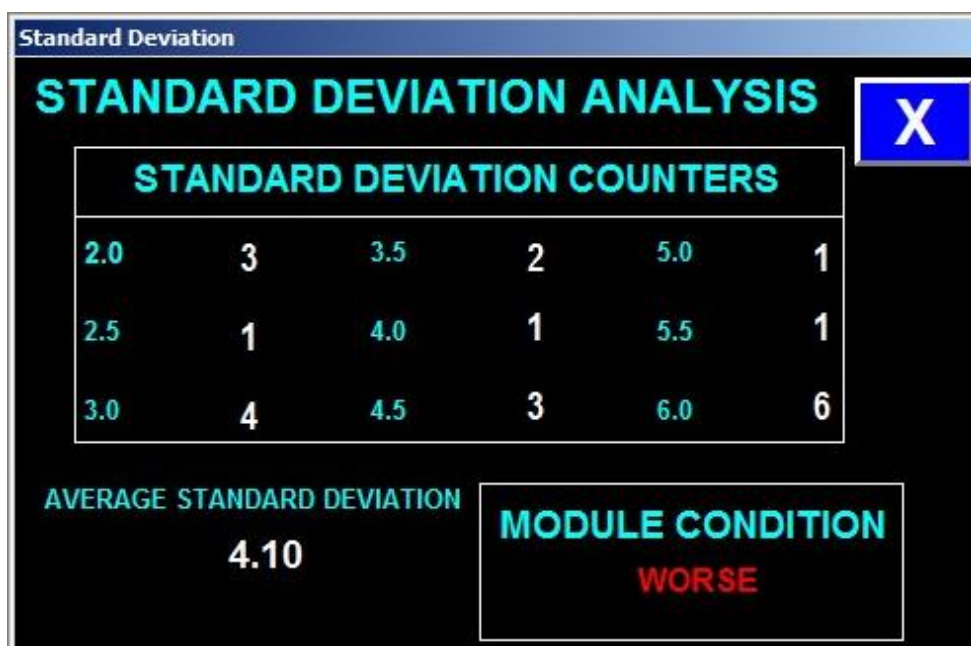 Standard Deviation
STANDARD DEVIATION ANALYSIS
X
STANDARD DEVIATION COUNTERS
2.0 3 3.5 2 5.0 1
2.5 1 4.0 1 5.5 1
3.0 4 4.5 3 6.0 6
AVERAGE STANDARD DEVIATION
4.10
MODULE CONDITION
WORSE